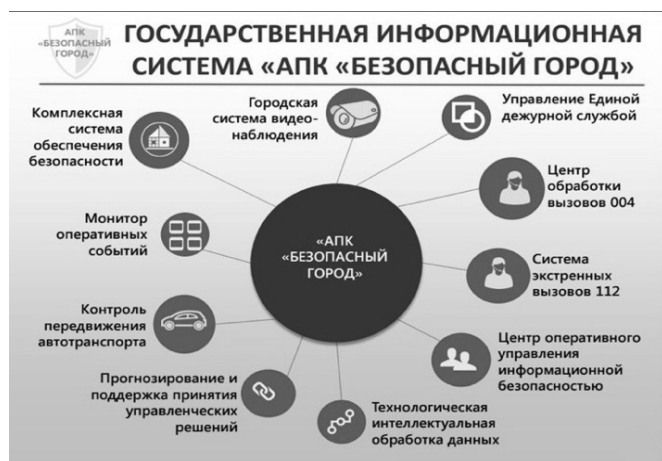 АПК
«БЕЗОПАСНЫЙ
ГОРОД»
ГОСУДАРСТВЕННАЯ ИНФОРМАЦИОННАЯ
СИСТЕМА «АПК «БЕЗОПАСНЫЙ ГОРОД»
Комплексная
система
обеспечения
безопасности
Городская
система видео-
наблюдения
Управление Единой
дежурной службой
Центр
обработки
вызовов 004
Монитор
оперативных
событий
«АПК
«БЕЗОПАСНЫЙ
ГОРОД»
Система
экстренных
вызовов 112
Контроль
передвижения
автотранспорта
Центр оперативного
управления
информационной
безопасностью
Прогнозирование и
поддержка принятия
управленческих
решений
Технологическая
интеллектуальная
обработка данных